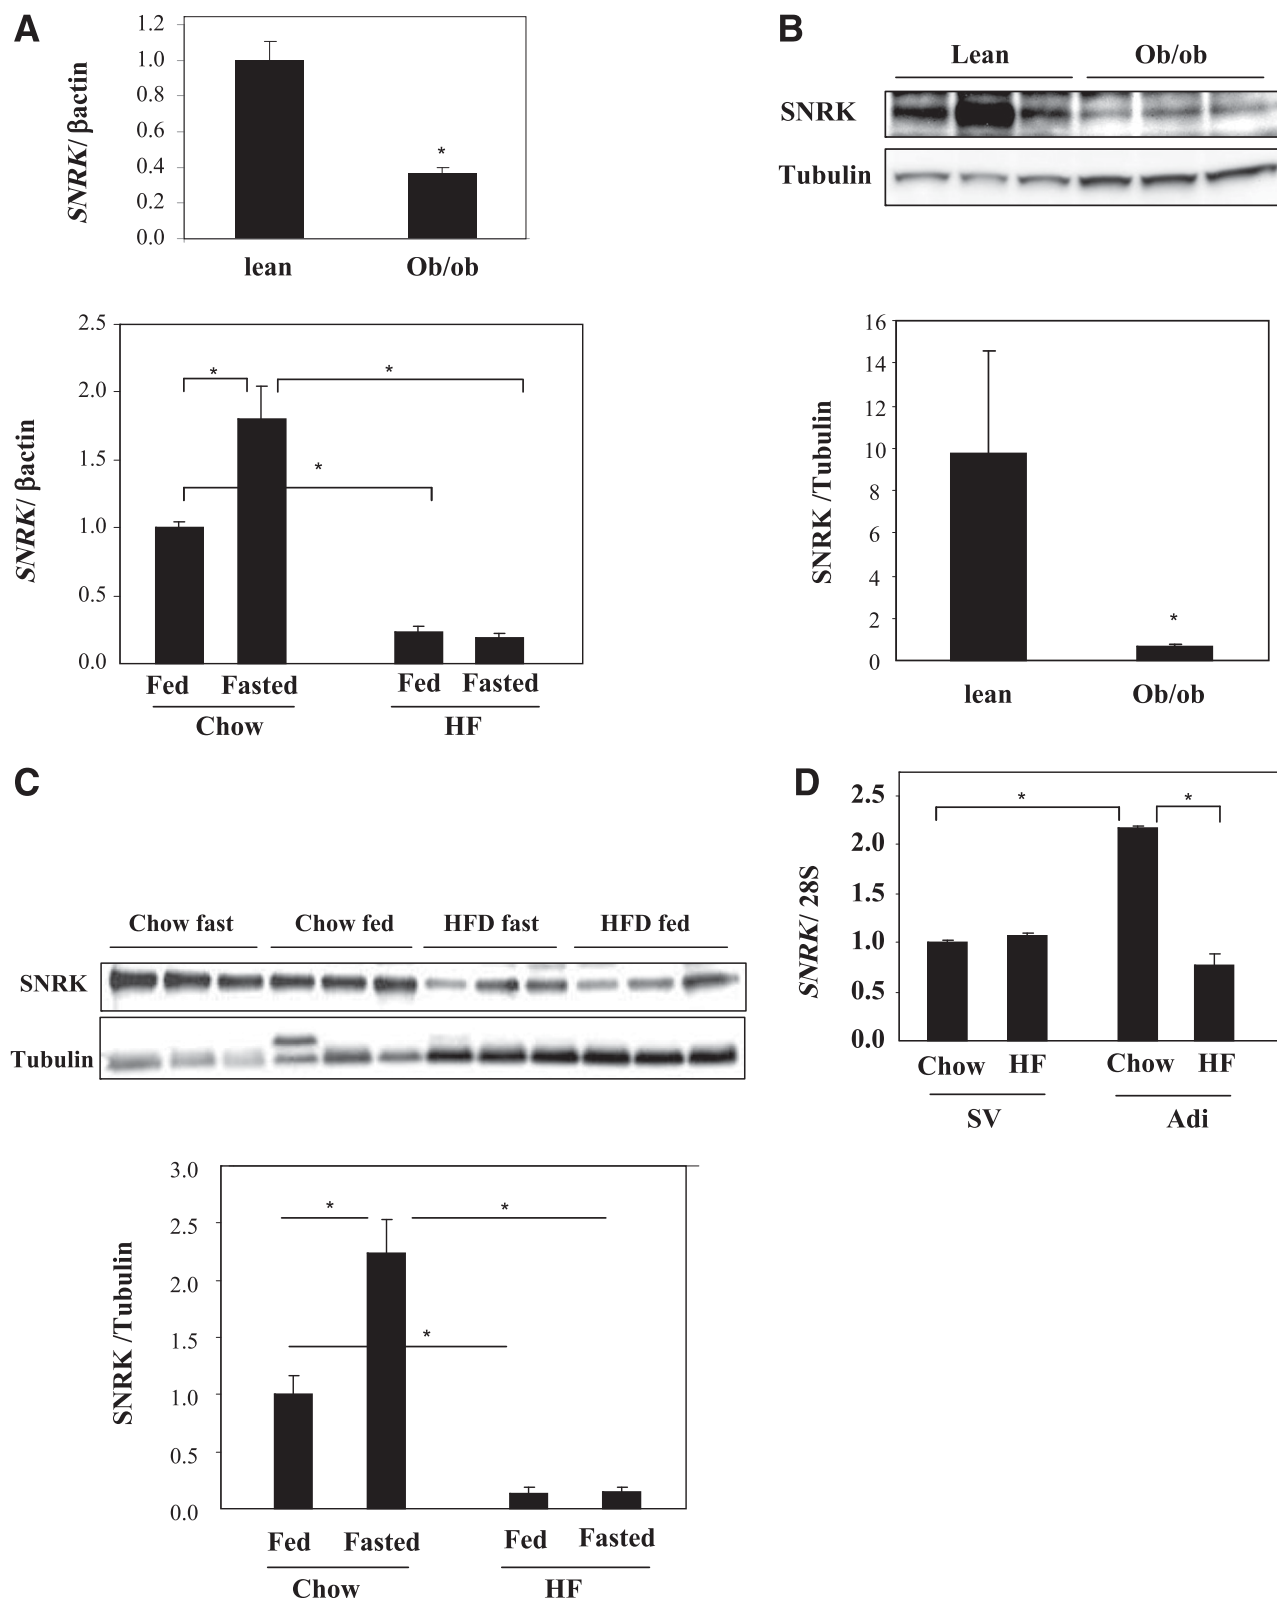 A
1.2
1.0
0.8
0.6
0.4
0.2
0.0
SNRK/ βactin
*
lean Ob/ob
2.5
2.0
1.5
1.0
0.5
0.0
SNRK/ βactin
* *
*
Fed Fasted Fed Fasted
Chow HF
B
Lean Ob/ob
SNRK
Tubulin
16
14
12
10
8
6
4
2
0
SNRK /Tubulin
*
lean Ob/ob
C
Chow fast Chow fed HFD fast HFD fed
SNRK
Tubulin
3.0
2.5
2.0
1.5
1.0
0.5
0.0
SNRK /Tubulin
* *
*
Fed Fasted Fed Fasted
Chow HF
D
2.5
2.0
1.5
1.0
0.5
0.0
SNRK/ 28S
* *
Chow HF Chow HF
SV Adi